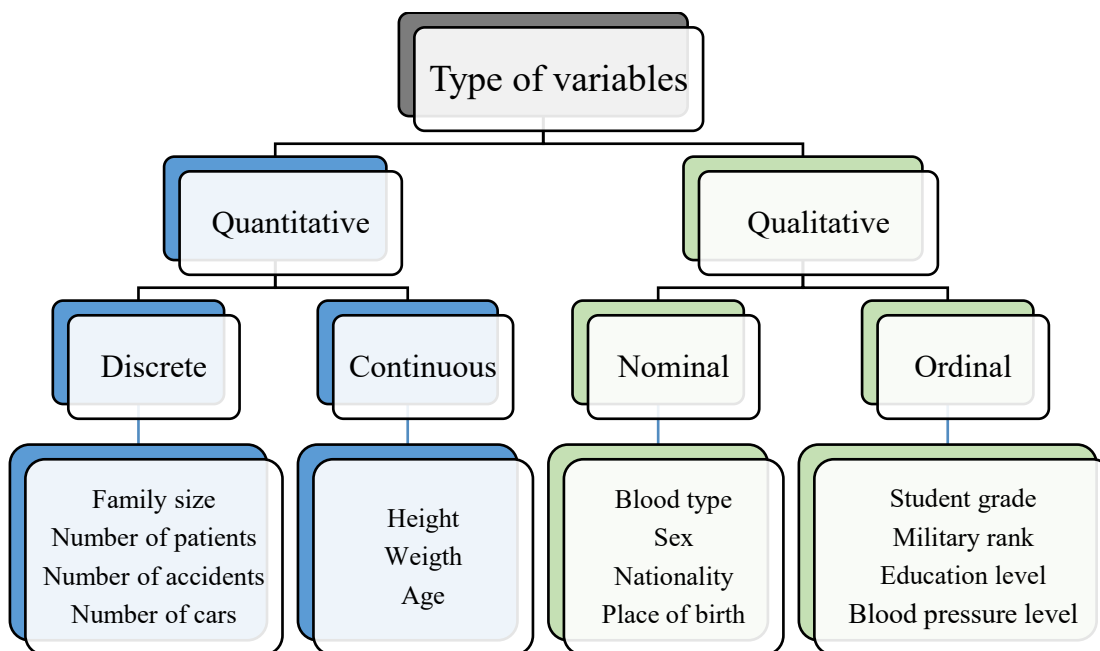 Type of variables
Quantitative
Qualitative
Discrete
Continuous
Nominal
Ordinal
Family size
Number of patients
Number of accidents
Number of cars
Height
Weigth
Age
Blood type
Sex
Nationality
Place of birth
Student grade
Military rank
Education level
Blood pressure level